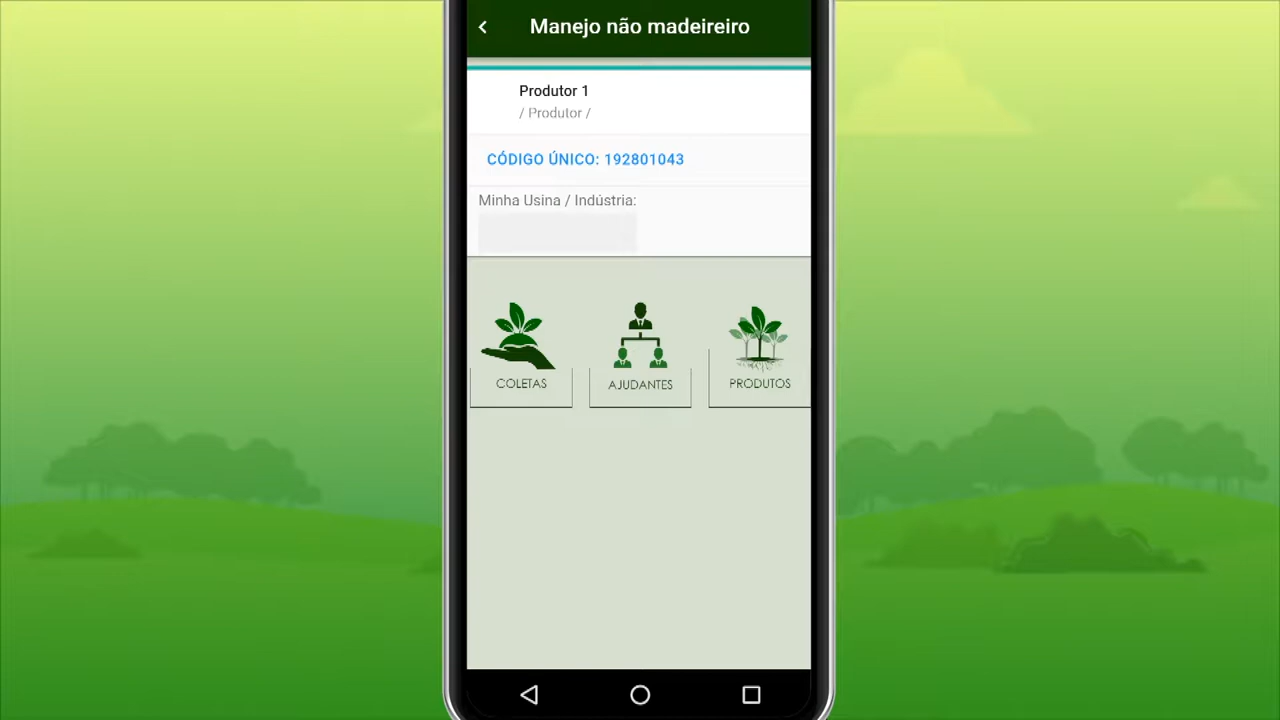 Manejo não madeireiro
Produtor 1
/ Produtor /
CÓDIGO ÚNICO: 192801043
Minha Usina / Indústria:
COLETAS
AJUDANTES
PRODUTOS